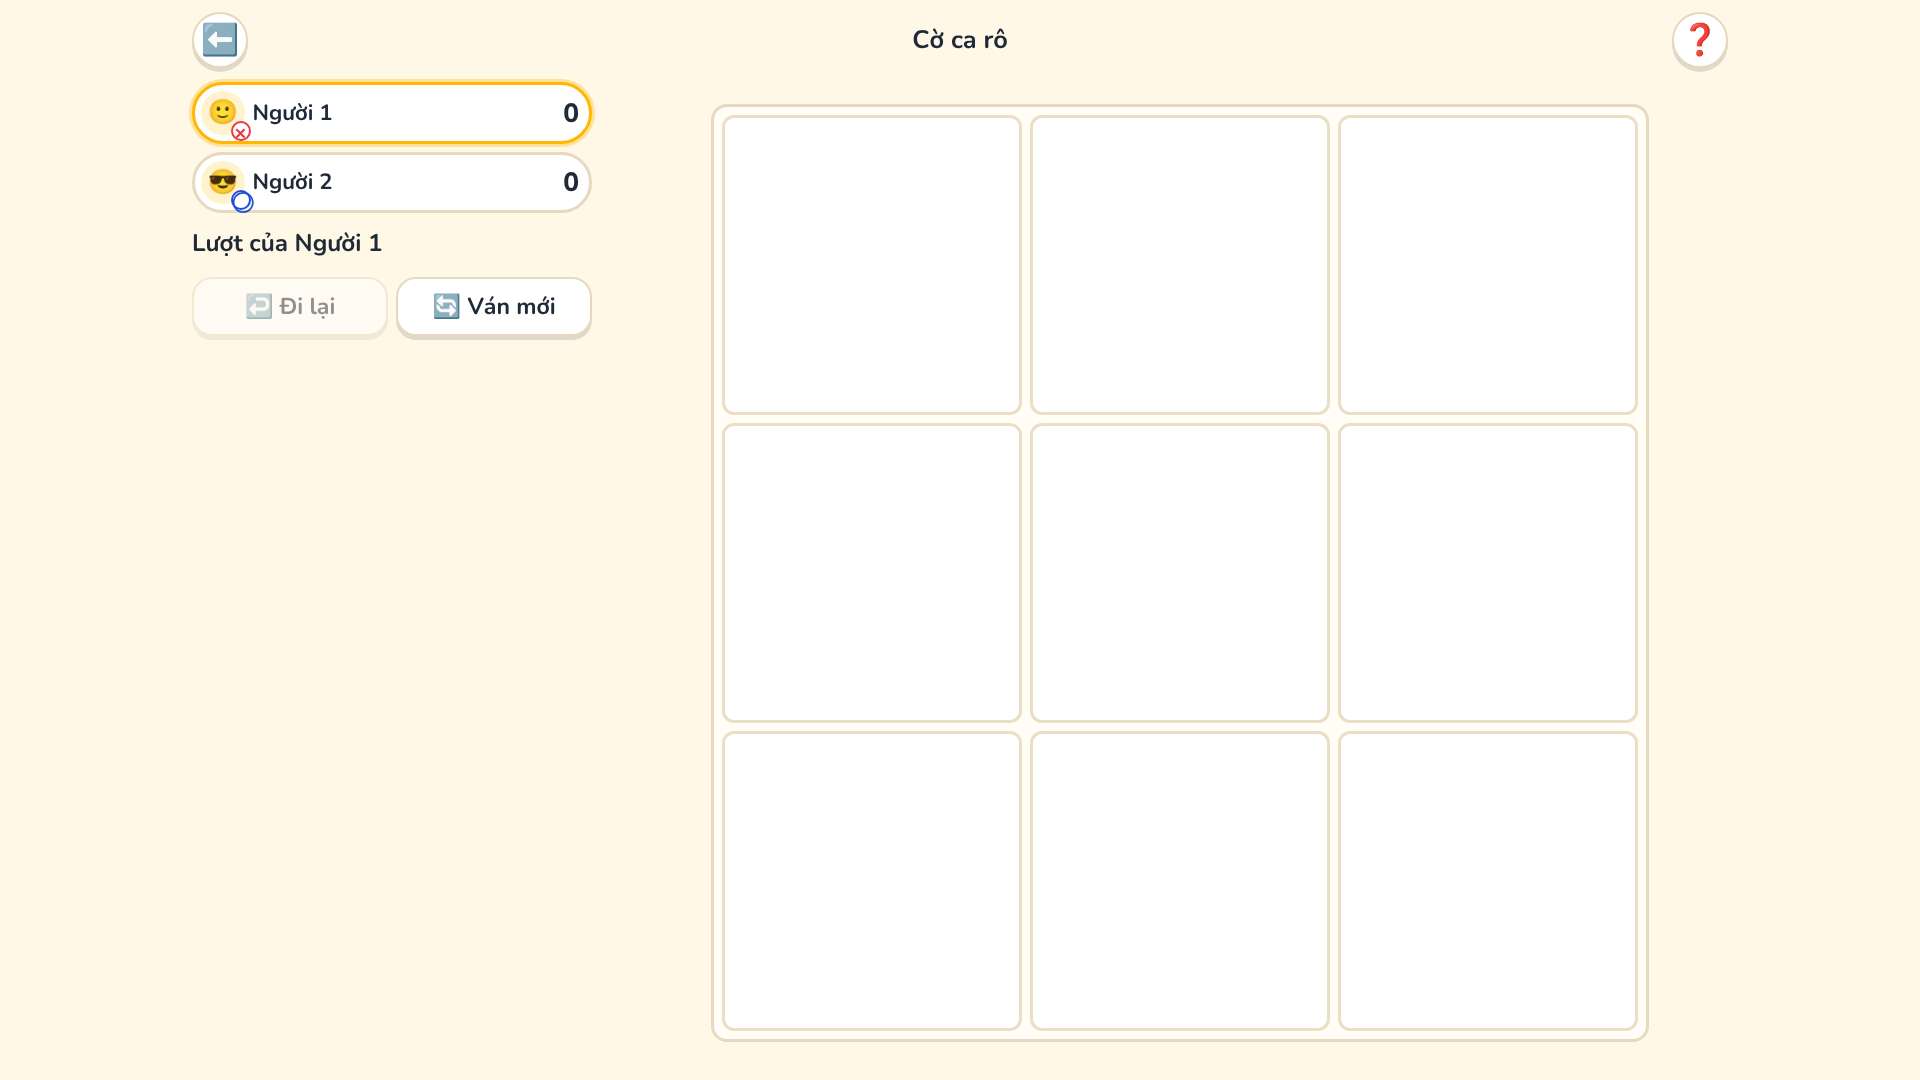 Cờ ca rô
Người 1 0
Người 2 0
Lượt của Người 1
Đi lại
Ván mới